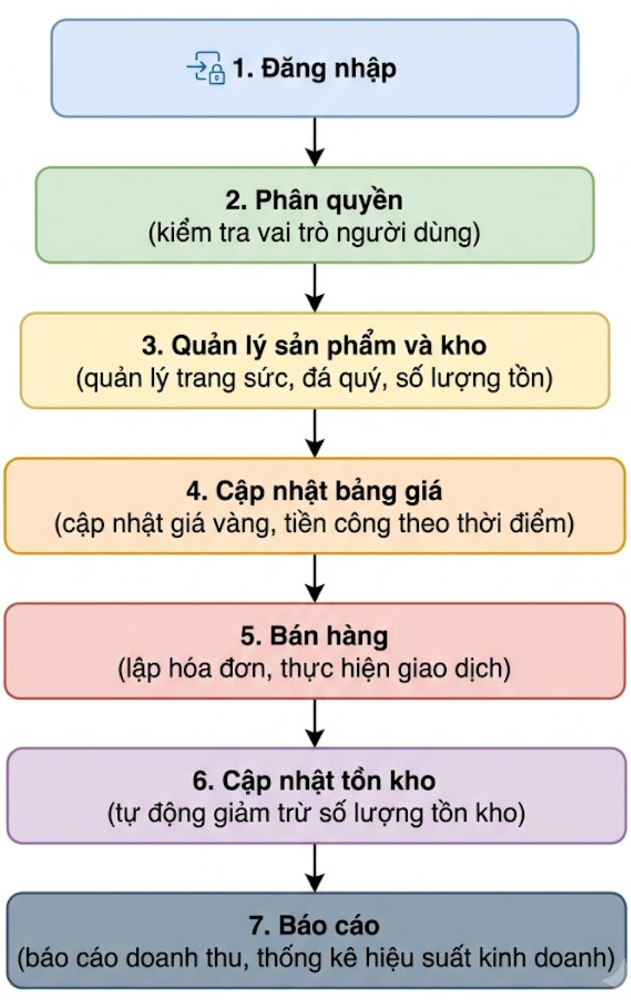 1. Đăng nhập
2. Phân quyền
(kiểm tra vai trò người dùng)
3. Quản lý sản phẩm và kho
(quản lý trang sức, đá quý, số lượng tồn)
4. Cập nhật bảng giá
(cập nhật giá vàng, tiền công theo thời điểm)
5. Bán hàng
(lập hóa đơn, thực hiện giao dịch)
6. Cập nhật tồn kho
(tự động giảm trừ số lượng tồn kho)
7. Báo cáo
(báo cáo doanh thu, thống kê hiệu suất kinh doanh)